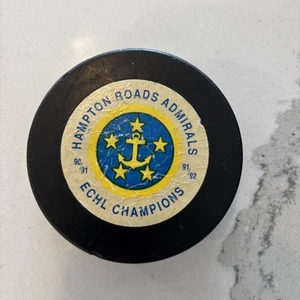 HAMPTON ROADS ADMIRALS
90, '91
91, '92
ECHL CHAMPIONS